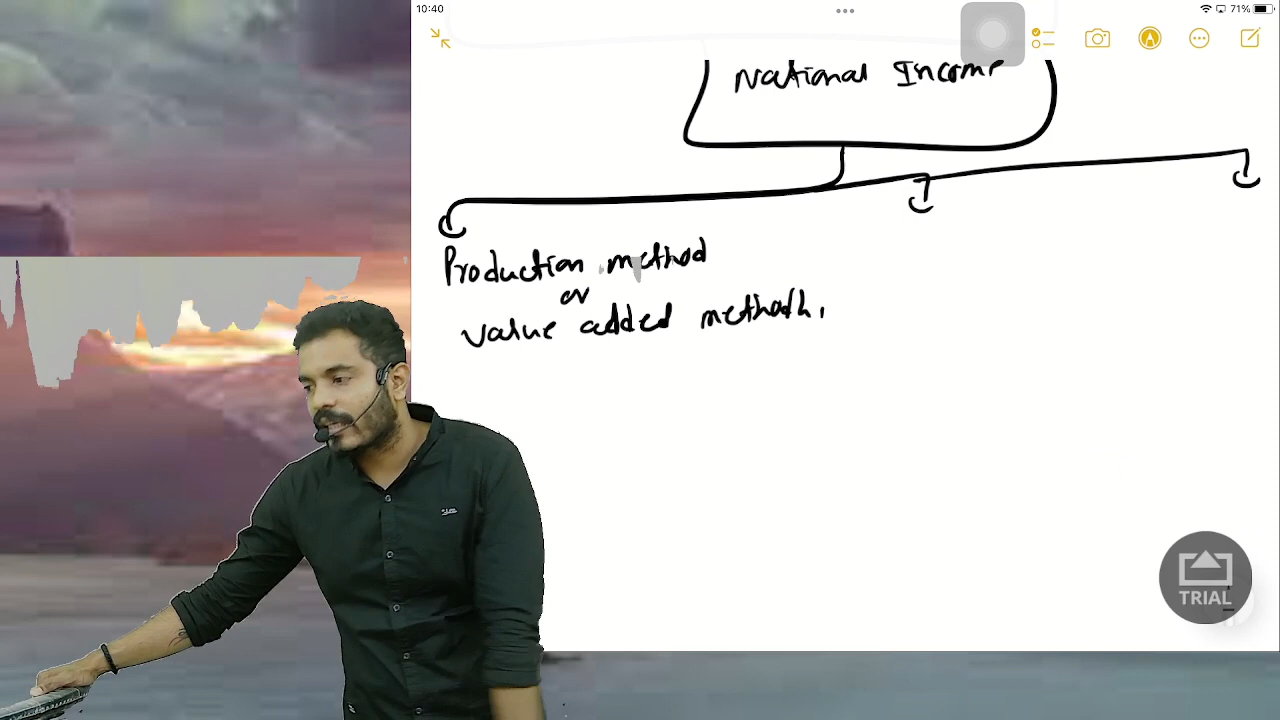 10:40
71%
National Income
Production method
or
value added method.
TRIAL